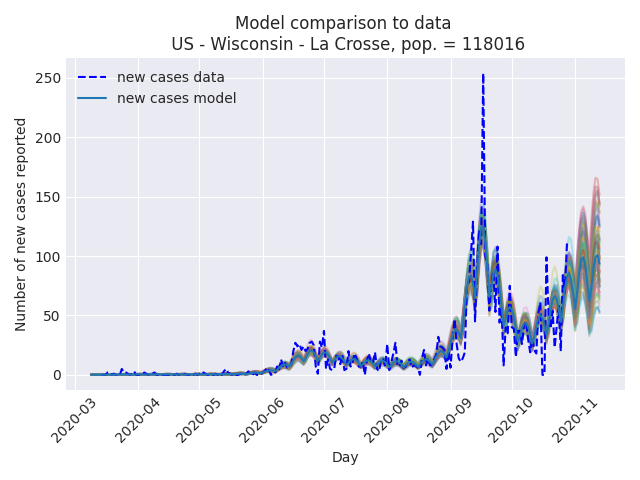 Model comparison to data
US - Wisconsin - La Crosse, pop. = 118016
new cases data
new cases model
Number of new cases reported
250
200
150
100
50
0
2020-03
2020-04
2020-05
2020-06
2020-07
2020-08
2020-09
2020-10
2020-11
Day